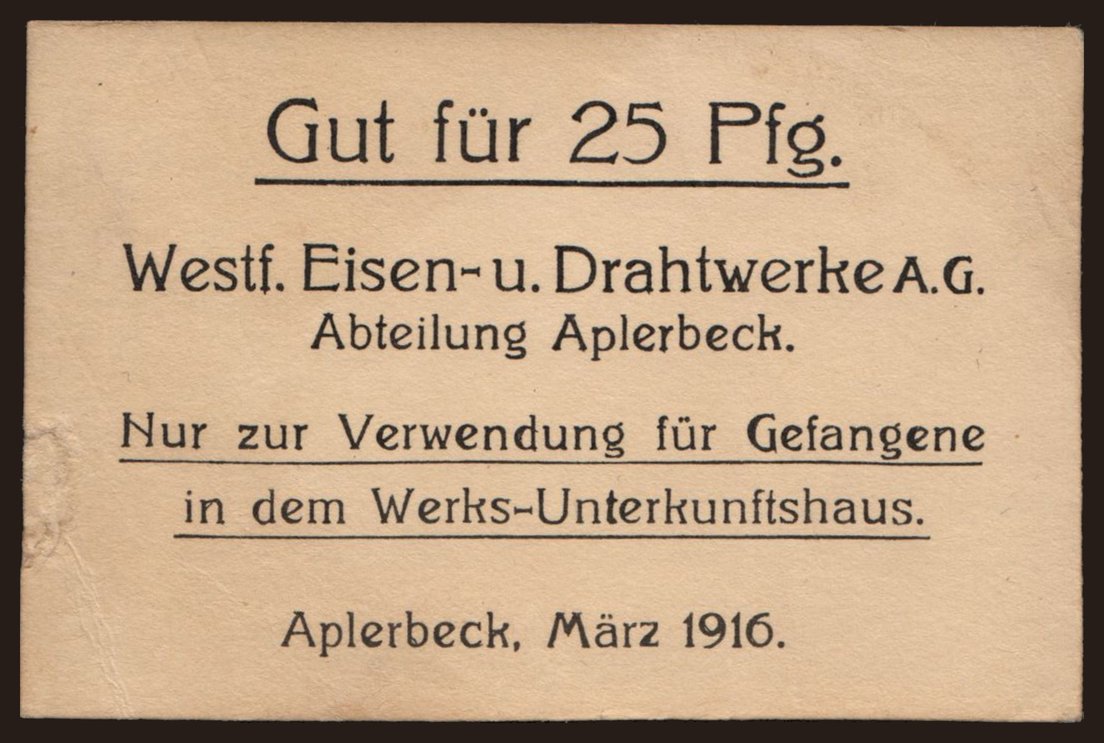 Gut für 25 Pfg.
Westf. Eisen- u. Drahtwerke A.G.
Abteilung Aplerbeck.
Nur zur Verwendung für Gefangene
in dem Werks-Unterkunftshaus.
Aplerbeck, März 1916.